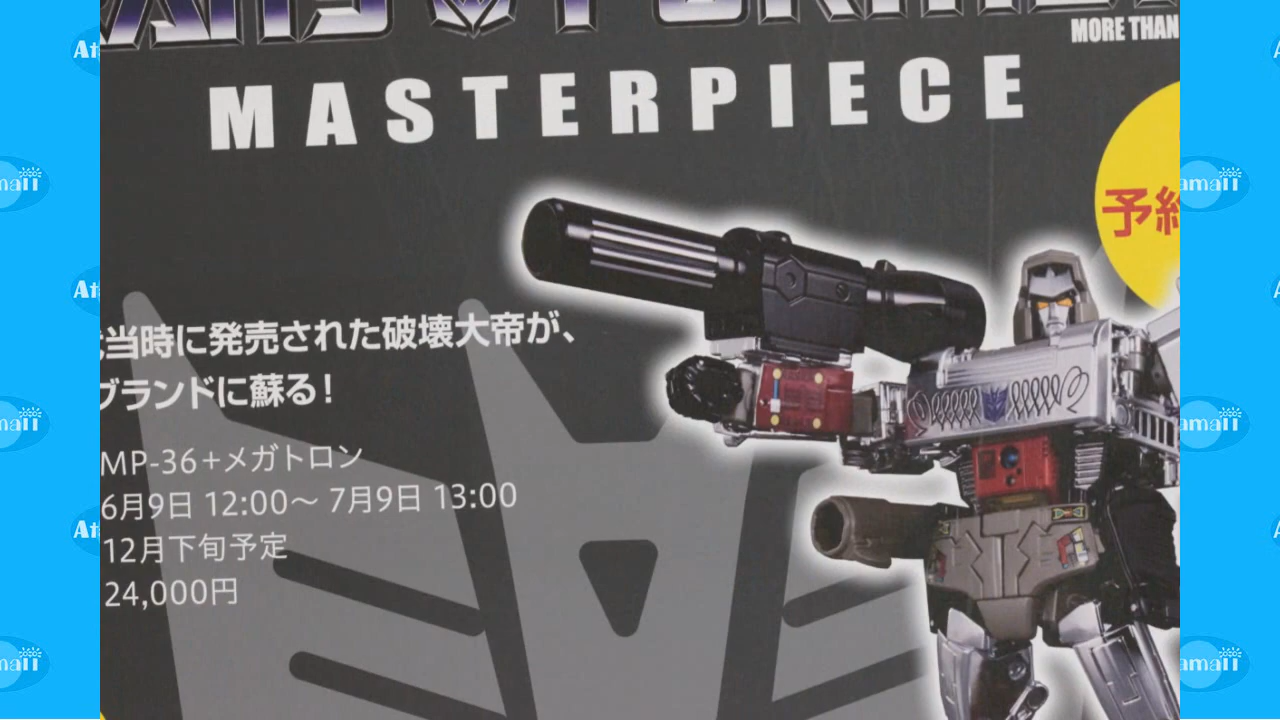 MORE THAN
MASTERPIECE
予約
当時に発売された破壊大帝が、
ブランドに蘇る!
MP-36+メガトロン
6月9日 12:00～ 7月9日 13:00
12月下旬予定
24,000円